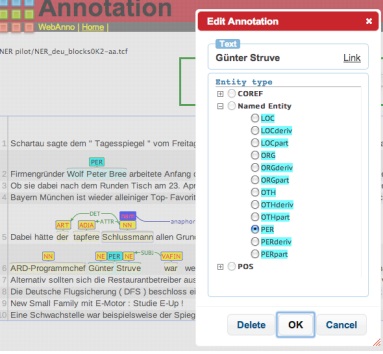 Annotation
WebAnno | Home |
NER pilot/NER_deu_blocks0K2-aa.tcf
1 Schartau sagte dem " Tagesspiegel " vom Freitag
PER
2 Firmengründer Wolf Peter Bree arbeitete Anfang
3 Ob sie dabei nach dem Runden Tisch am 23. Apr
4 Bayern München ist wieder alleiniger Top- Favorit
DET ATTR
ART ADJA NN anaphor
5 Dabei hätte der tapfere Schlussmann allen Grun
SUBJ
NN NE PER NE VAFIN
6 ARD-Programmchef Günter Struve war we
7 Alternativ sollten sich die Restaurantbetreiber aus
8 Die Deutsche Flugsicherung ( DFS ) beschloss ei
9 New Small Family mit E-Motor : Studie E-Up !
10 Eine Schwachstelle war beispielsweise der Spieg
Edit Annotation
Text
Günter Struve Link
Entity type
COREF
Named Entity
LOC
LOCderiv
LOCpart
ORG
ORGderiv
ORGpart
OTH
OTHderiv
OTHpart
PER
PERderiv
PERpart
POS
Delete OK Cancel